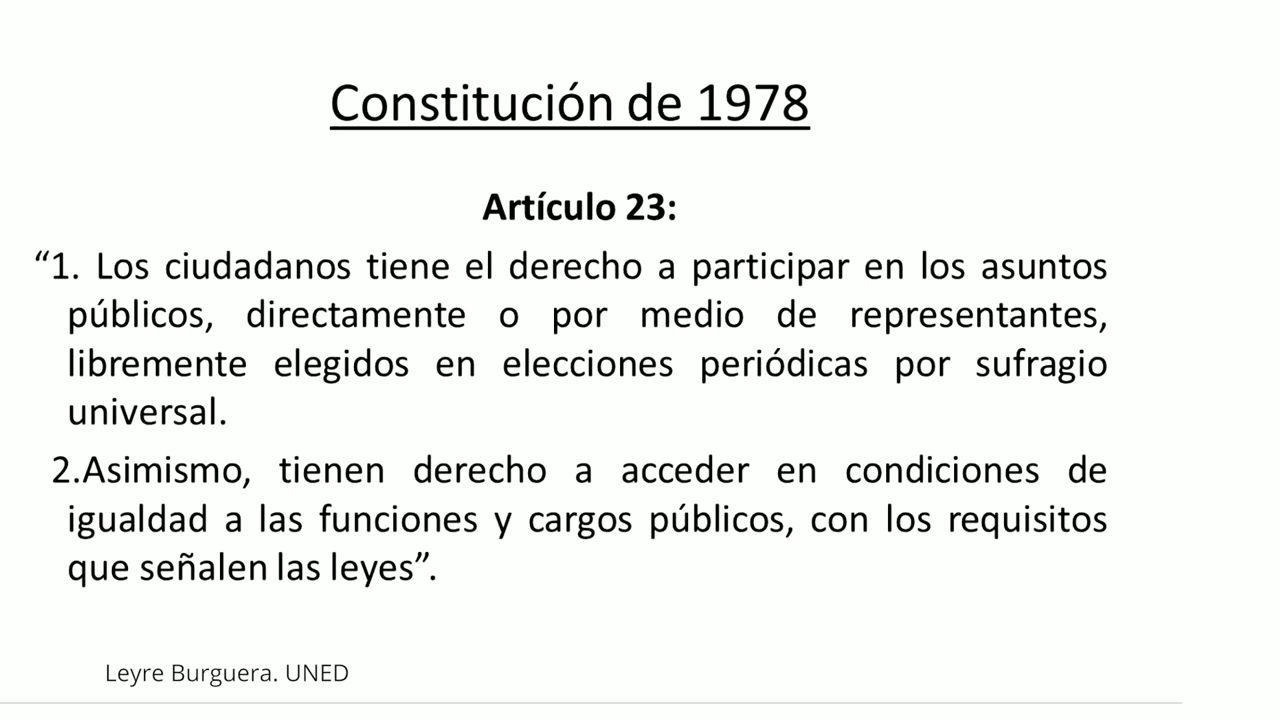 Constitución de 1978
Artículo 23:
“1. Los ciudadanos tiene el derecho a participar en los asuntos
públicos, directamente o por medio de representantes,
libremente elegidos en elecciones periódicas por sufragio
universal.
2.Asimismo, tienen derecho a acceder en condiciones de
igualdad a las funciones y cargos públicos, con los requisitos
que señalen las leyes”.
Leyre Burguera. UNED